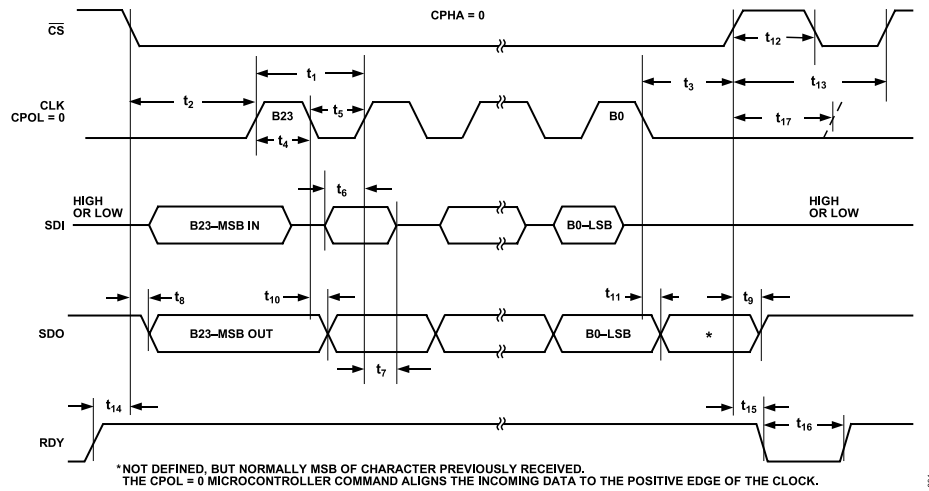 CPHA = 0
CS
t12
t1
t3
t2
t13
CLK
CPOL = 0
B23
t5
B0
t4
t17
t6
HIGH
OR LOW
HIGH
OR LOW
SDI
B23–MSB IN
B0–LSB
t8
t10
t11
t9
SDO
B23–MSB OUT
B0–LSB
*
t7
t14
t15
t16
RDY
*NOT DEFINED, BUT NORMALLY MSB OF CHARACTER PREVIOUSLY RECEIVED.
THE CPOL = 0 MICROCONTROLLER COMMAND ALIGNS THE INCOMING DATA TO THE POSITIVE EDGE OF THE CLOCK.